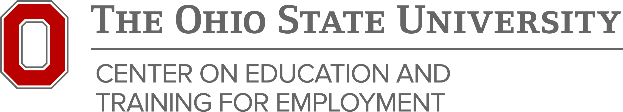 THE OHIO STATE UNIVERSITY
CENTER ON EDUCATION AND
TRAINING FOR EMPLOYMENT